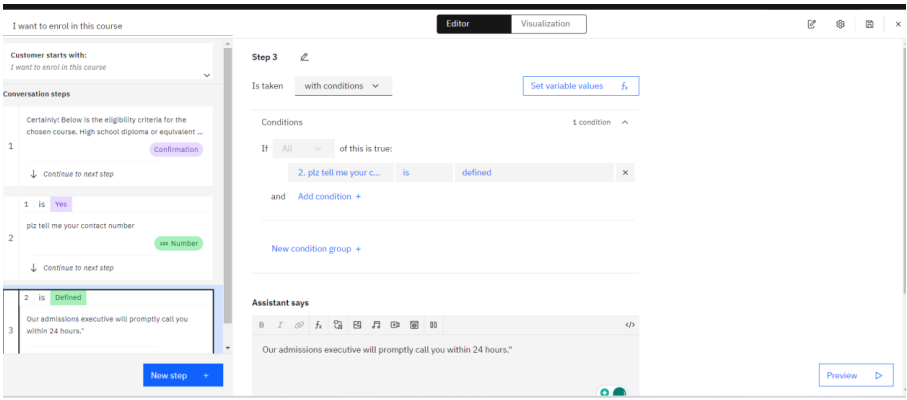 I want to enrol in this course
Editor
Visualization
Customer starts with:
I want to enrol in this course
Conversation steps
1
Certainly! Below is the eligibility criteria for the
chosen course. High school diploma or equivalent ...
Confirmation
Continue to next step
1 is Yes
2
plz tell me your contact number
123 Number
Continue to next step
2 is Defined
3
Our admissions executive will promptly call you
within 24 hours."
New step +
Step 3
Is taken with conditions
Set variable values fx
Conditions
1 condition
If All of this is true:
2. plz tell me your c... is defined
and Add condition +
New condition group +
Assistant says
B I fx </>
Our admissions executive will promptly call you within 24 hours."
Preview